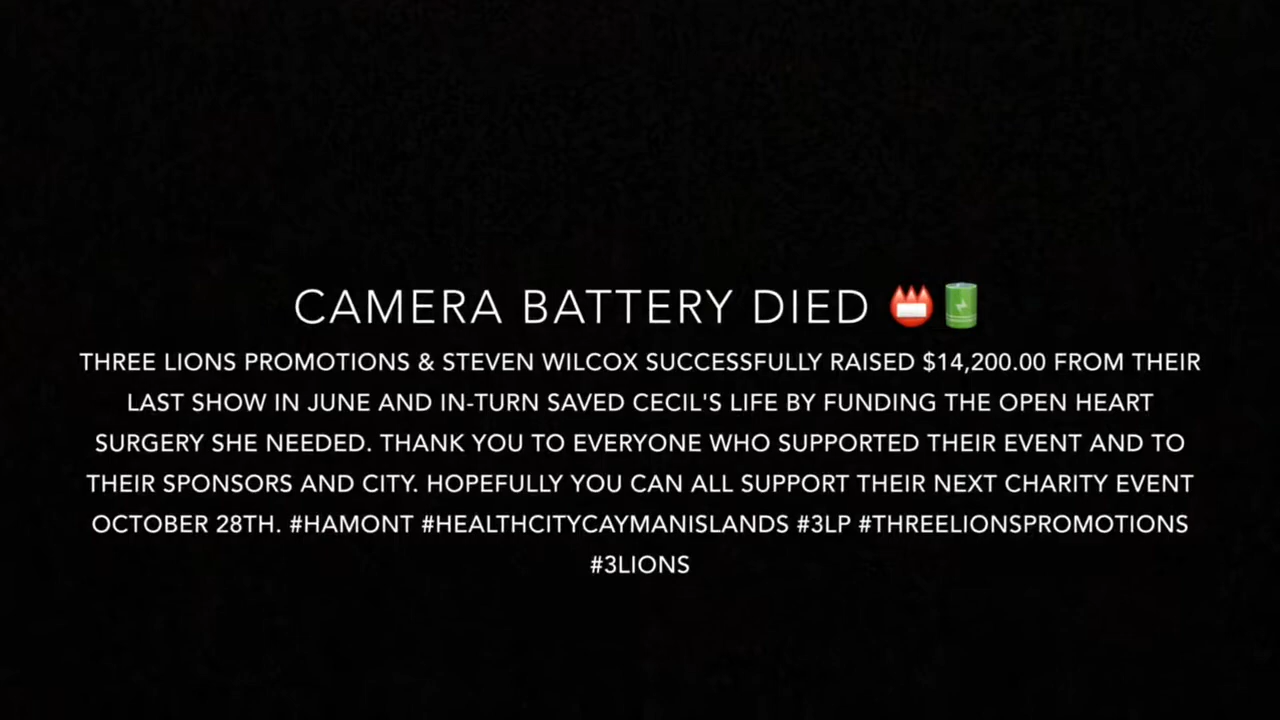 CAMERA BATTERY DIED 📛🔋
THREE LIONS PROMOTIONS & STEVEN WILCOX SUCCESSFULLY RAISED $14,200.00 FROM THEIR
LAST SHOW IN JUNE AND IN-TURN SAVED CECIL'S LIFE BY FUNDING THE OPEN HEART
SURGERY SHE NEEDED. THANK YOU TO EVERYONE WHO SUPPORTED THEIR EVENT AND TO
THEIR SPONSORS AND CITY. HOPEFULLY YOU CAN ALL SUPPORT THEIR NEXT CHARITY EVENT
OCTOBER 28TH. #HAMONT #HEALTHCITYCAYMANISLANDS #3LP #THREELIONSPROMOTIONS
#3LIONS